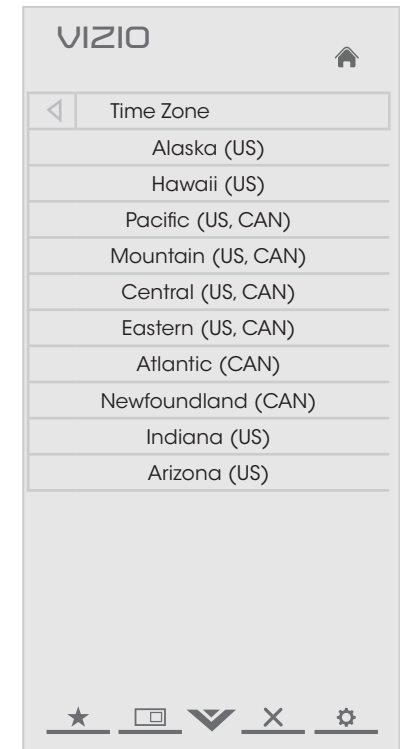 VIZIO
Time Zone
Alaska (US)
Hawaii (US)
Pacific (US, CAN)
Mountain (US, CAN)
Central (US, CAN)
Eastern (US, CAN)
Atlantic (CAN)
Newfoundland (CAN)
Indiana (US)
Arizona (US)